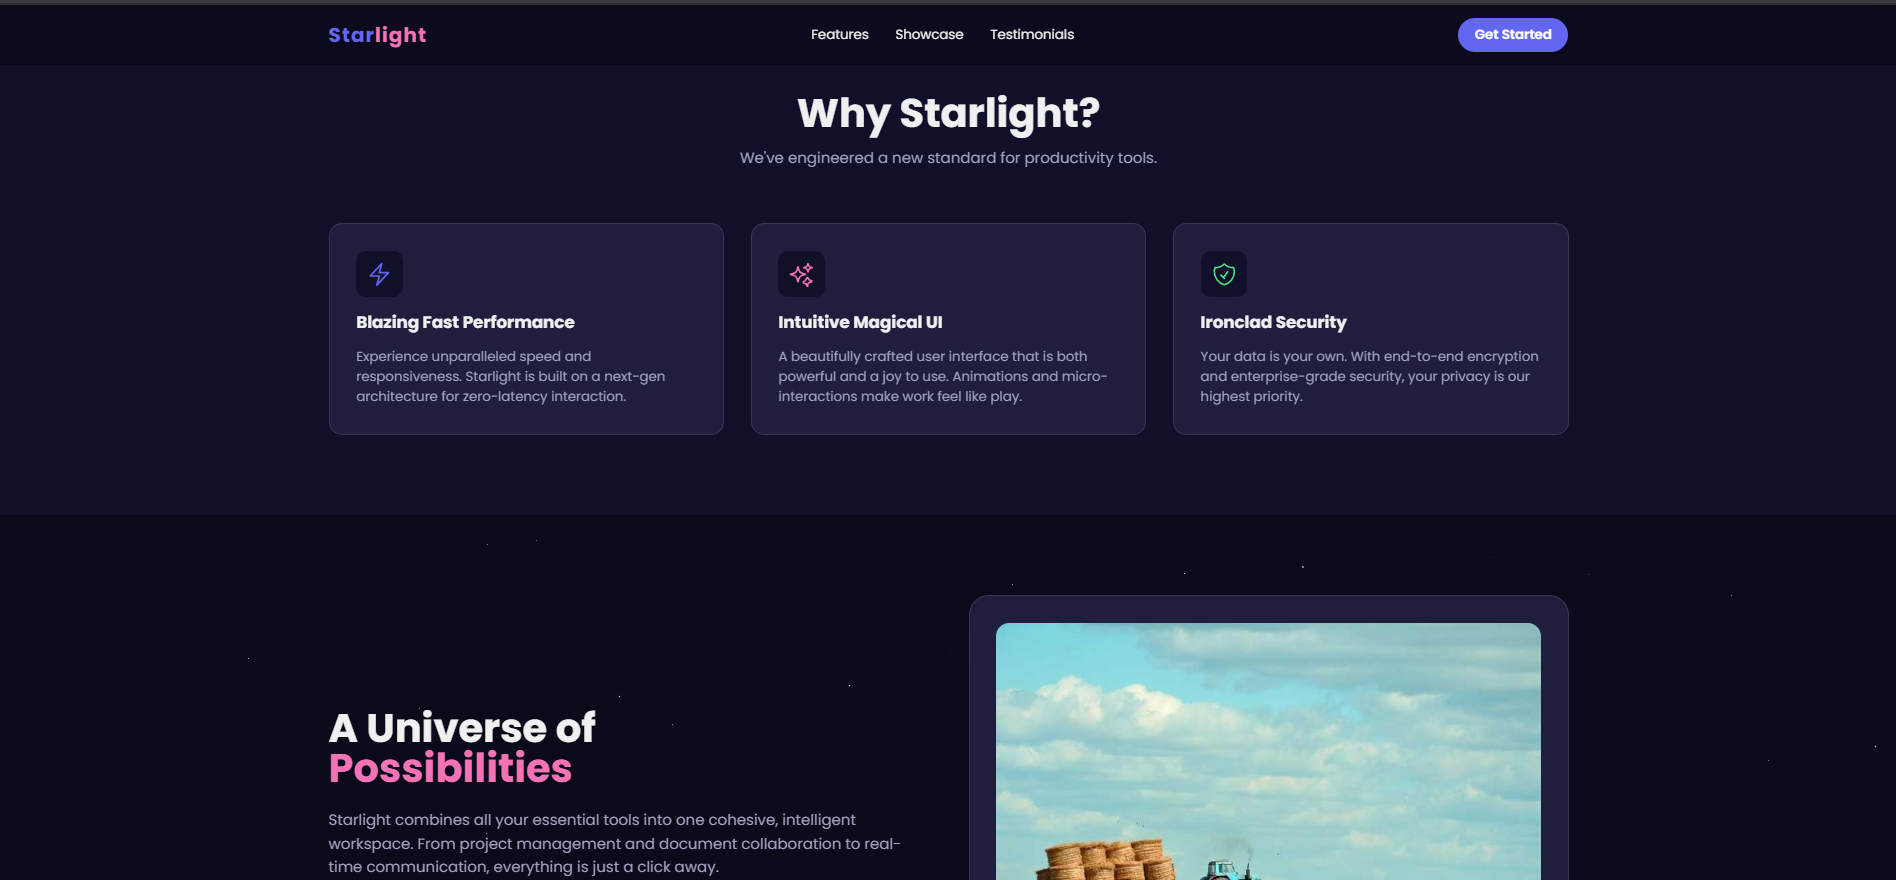 Starlight
Features
Showcase
Testimonials
Get Started
Why Starlight?
We've engineered a new standard for productivity tools.
Blazing Fast Performance
Experience unparalleled speed and
responsiveness. Starlight is built on a next-gen
architecture for zero-latency interaction.
Intuitive Magical UI
A beautifully crafted user interface that is both
powerful and a joy to use. Animations and micro-
interactions make work feel like play.
Ironclad Security
Your data is your own. With end-to-end encryption
and enterprise-grade security, your privacy is our
highest priority.
A Universe of
Possibilities
Starlight combines all your essential tools into one cohesive, intelligent
workspace. From project management and document collaboration to real-
time communication, everything is just a click away.